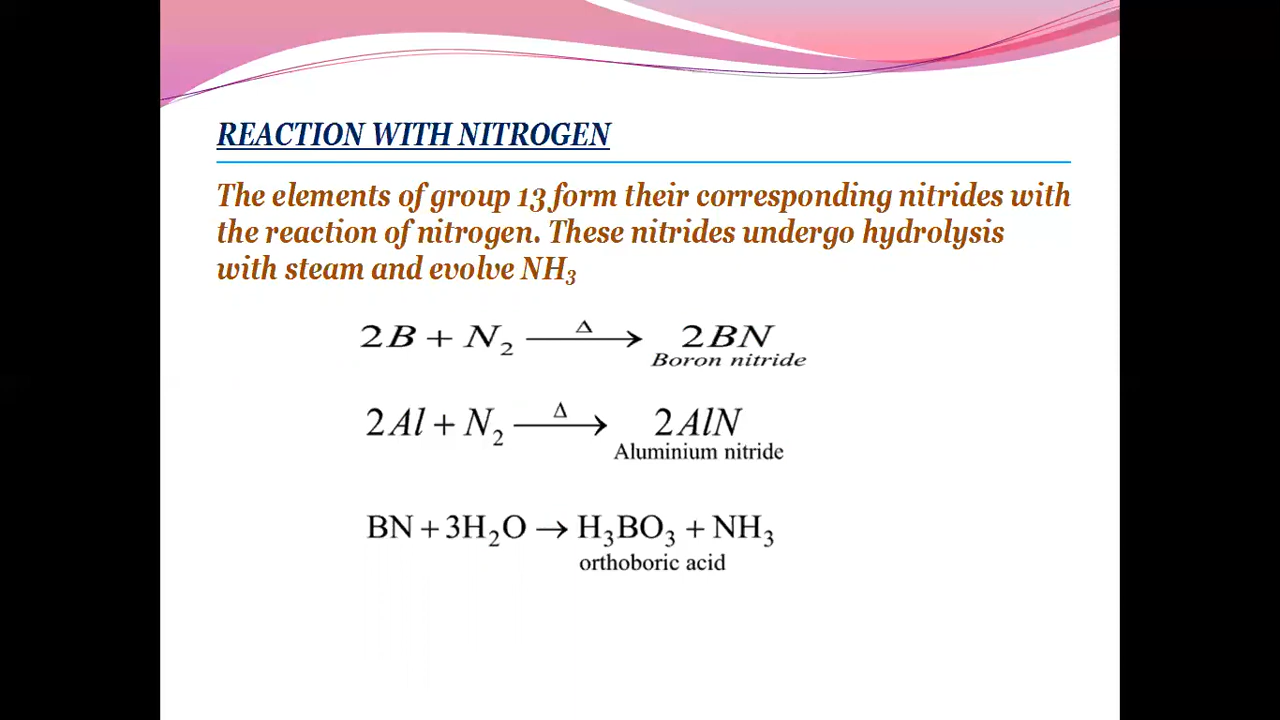 REACTION WITH NITROGEN
The elements of group 13 form their corresponding nitrides with
the reaction of nitrogen. These nitrides undergo hydrolysis
with steam and evolve NH₃
2B + N₂ —Δ→ 2BN
Boron nitride
2Al + N₂ —Δ→ 2AlN
Aluminium nitride
BN + 3H₂O → H₃BO₃ + NH₃
orthoboric acid